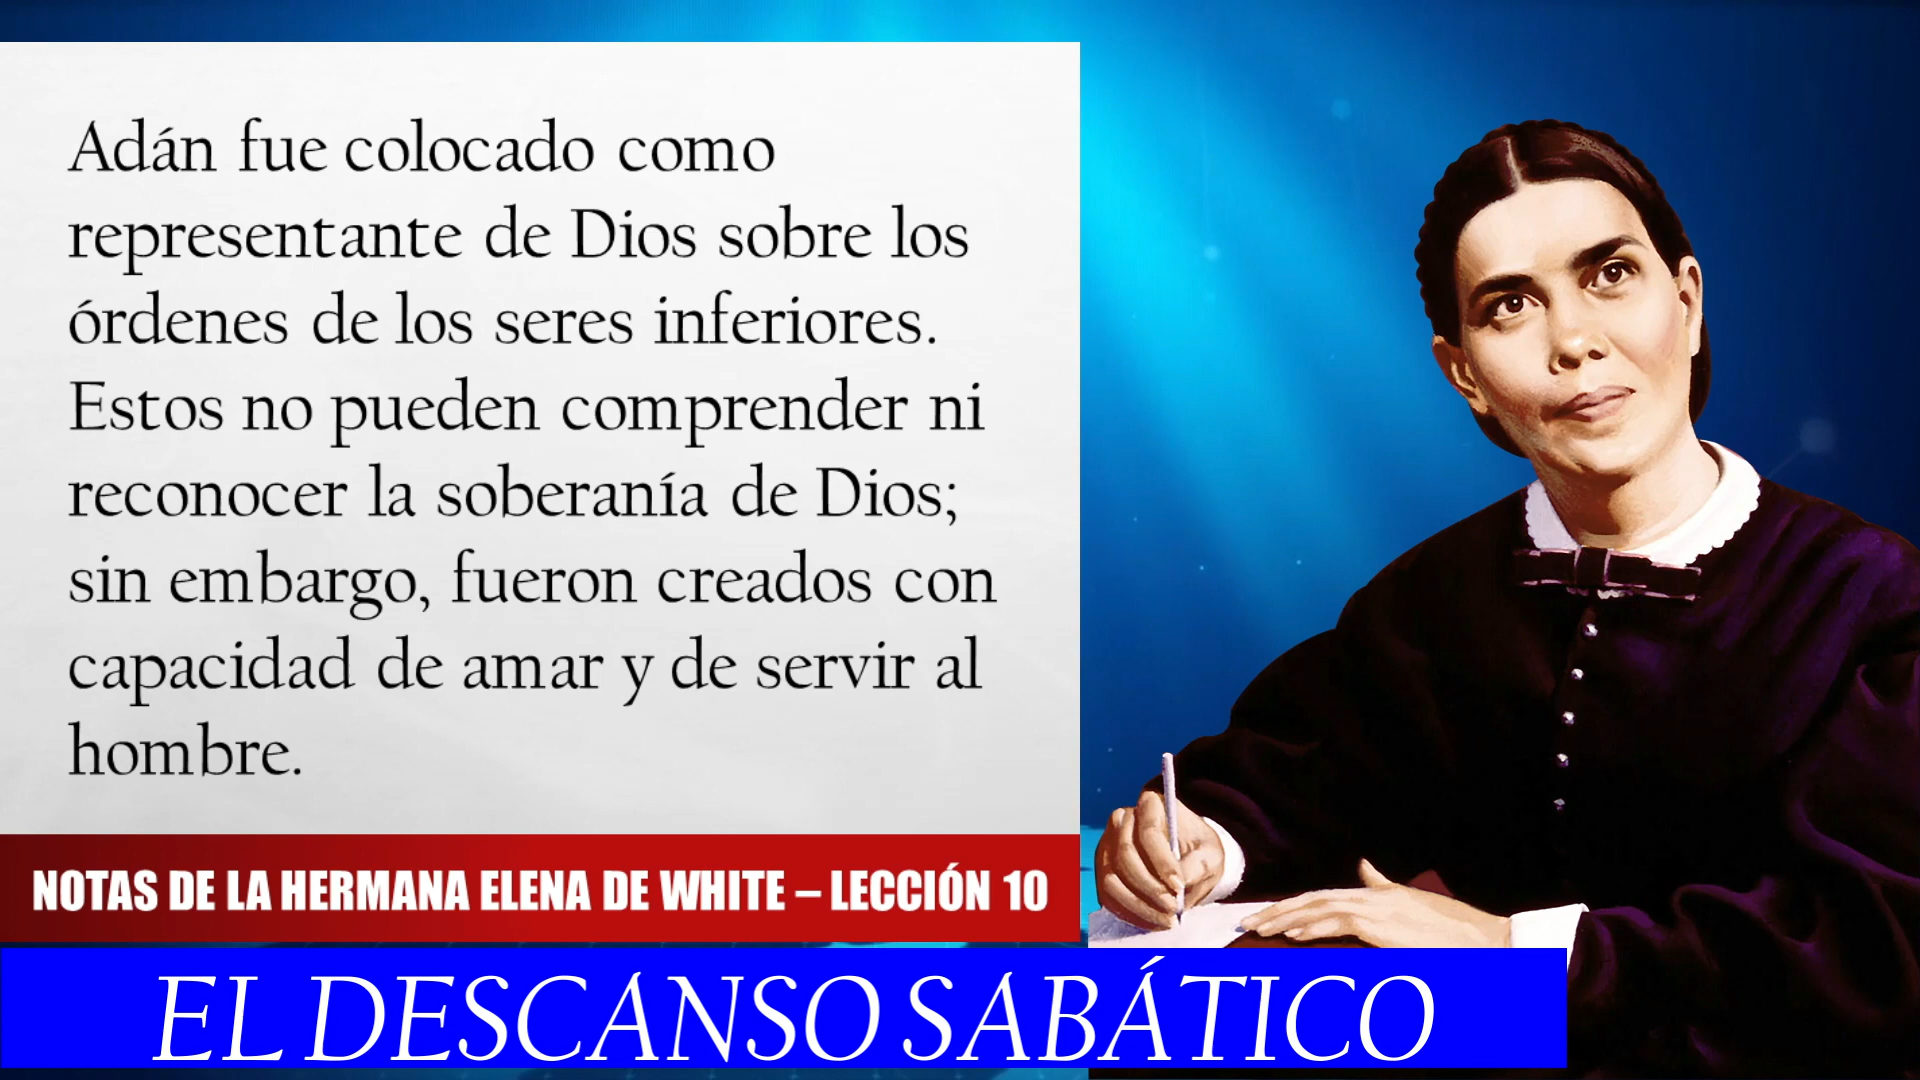 Adán fue colocado como
representante de Dios sobre los
órdenes de los seres inferiores.
Estos no pueden comprender ni
reconocer la soberanía de Dios;
sin embargo, fueron creados con
capacidad de amar y de servir al
hombre.
NOTAS DE LA HERMANA ELENA DE WHITE – LECCIÓN 10
EL DESCANSO SABÁTICO